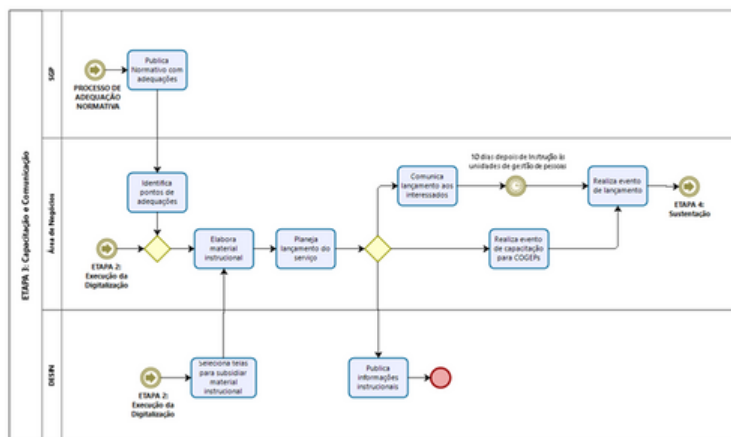 ETAPA 3: Capacitação e Comunicação
SGP
PROCESSO DE
ADEQUAÇÃO
NORMATIVA
Publica
Normativo com
adequações
Área de Negócios
Identifica
pontos de
adequações
ETAPA 2:
Execução da
Digitalização
Elabora
material
instrucional
Planeja
lançamento do
serviço
Comunica
lançamento aos
interessados
10 dias depois de Instrução às
unidades de gestão de pessoas
Realiza evento
de lançamento
ETAPA 4:
Sustentação
Realiza evento
de capacitação
para COGEPs
DESIN
ETAPA 2:
Execução da
Digitalização
Seleciona telas
para subsidiar
material
instrucional
Publica
informações
instrucionais